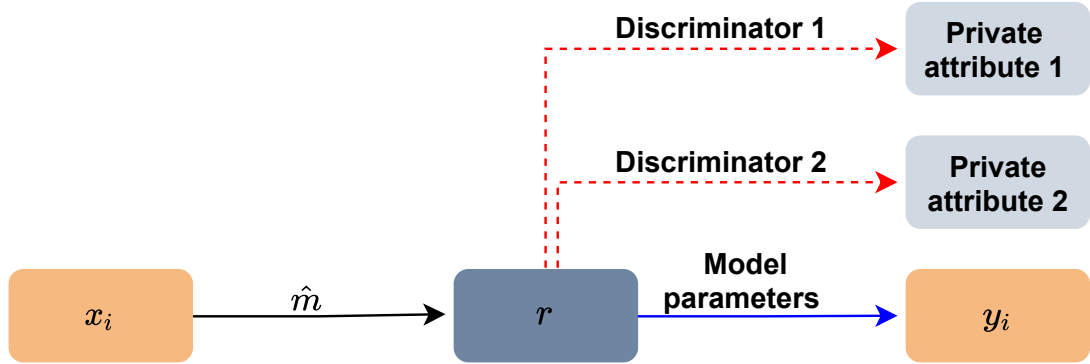 Discriminator 1
Private
attribute 1
Discriminator 2
Private
attribute 2
Model
parameters
x_i
m̂
r
y_i